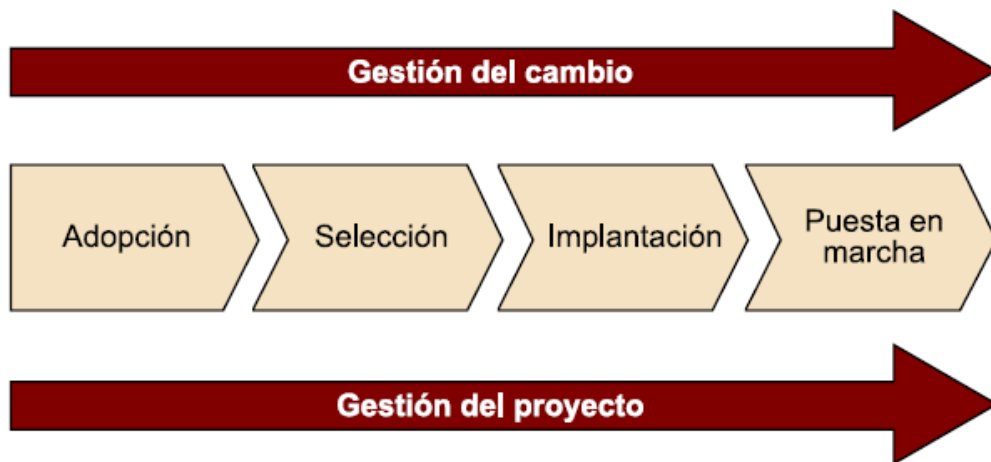 Gestión del cambio
Adopción
Selección
Implantación
Puesta en
marcha
Gestión del proyecto